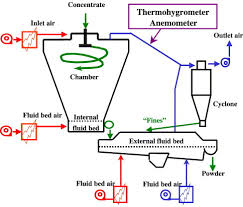 Concentrate
Inlet air
Thermohygrometer
Anemometer
Outlet air
Chamber
Cyclone
"Fines"
Fluid bed air
Internal
fluid bed
External fluid bed
Powder
Fluid bed air
Fluid bed air